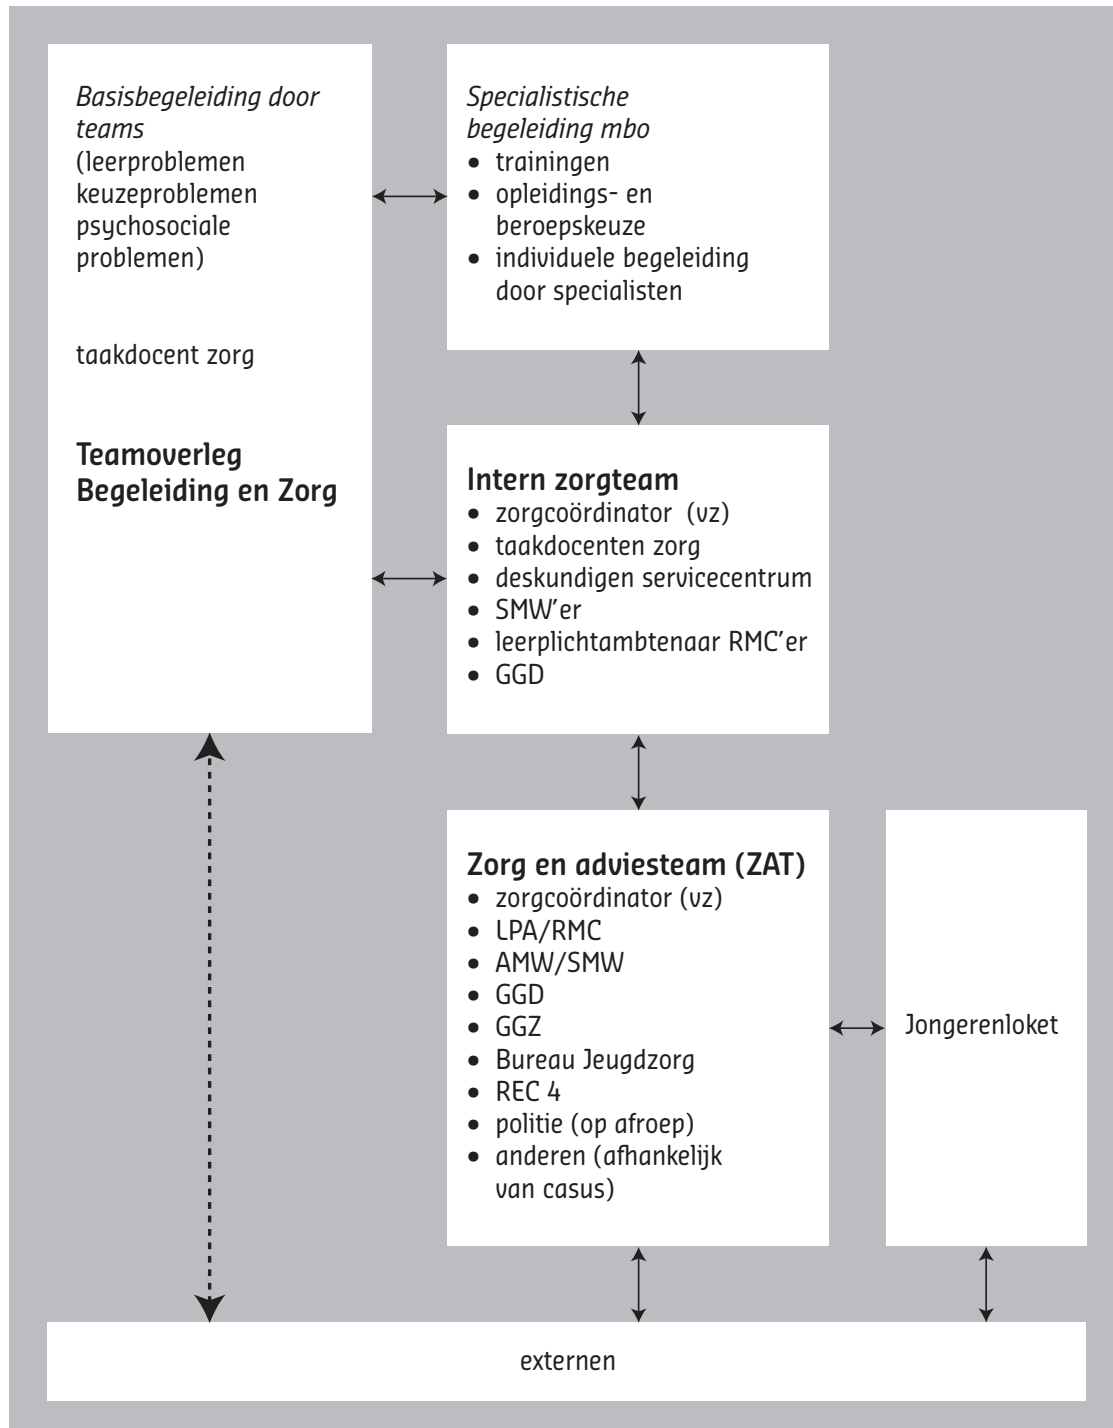 Basisbegeleiding door
teams
(leerproblemen
keuzeproblemen
psychosociale
problemen)
taakdocent zorg
Teamoverleg
Begeleiding en Zorg
Specialistische
begeleiding mbo
• trainingen
• opleidings- en
beroepskeuze
• individuele begeleiding
door specialisten
Intern zorgteam
• zorgcoördinator (vz)
• taakdocenten zorg
• deskundigen servicecentrum
• SMW’er
• leerplichtambtenaar RMC’er
• GGD
Zorg en adviesteam (ZAT)
• zorgcoördinator (vz)
• LPA/RMC
• AMW/SMW
• GGD
• GGZ
• Bureau Jeugdzorg
• REC 4
• politie (op afroep)
• anderen (afhankelijk
van casus)
Jongerenloket
externen